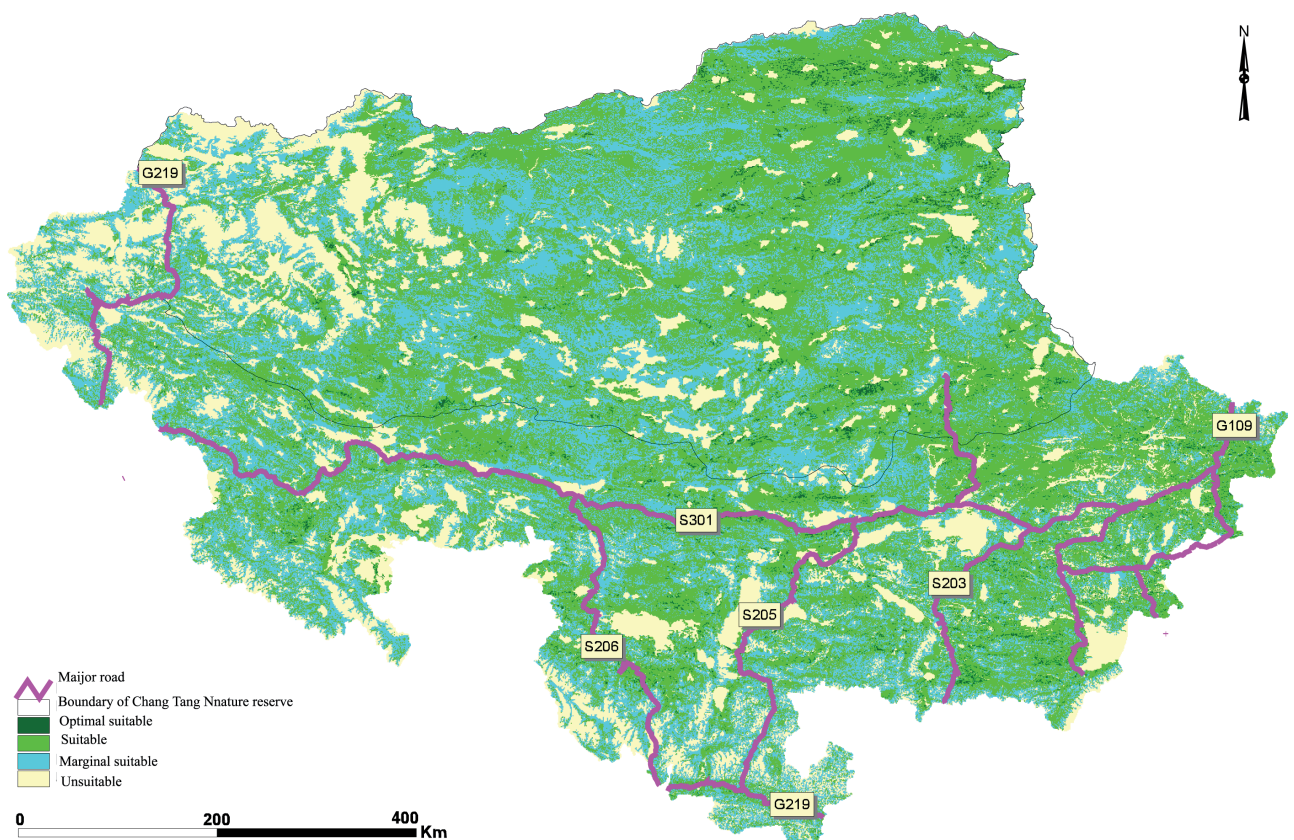 N
G219
G109
S301
S203
S205
S206
G219
Maijor road
Boundary of Chang Tang Nnature reserve
Optimal suitable
Suitable
Marginal suitable
Unsuitable
0 200 400
Km